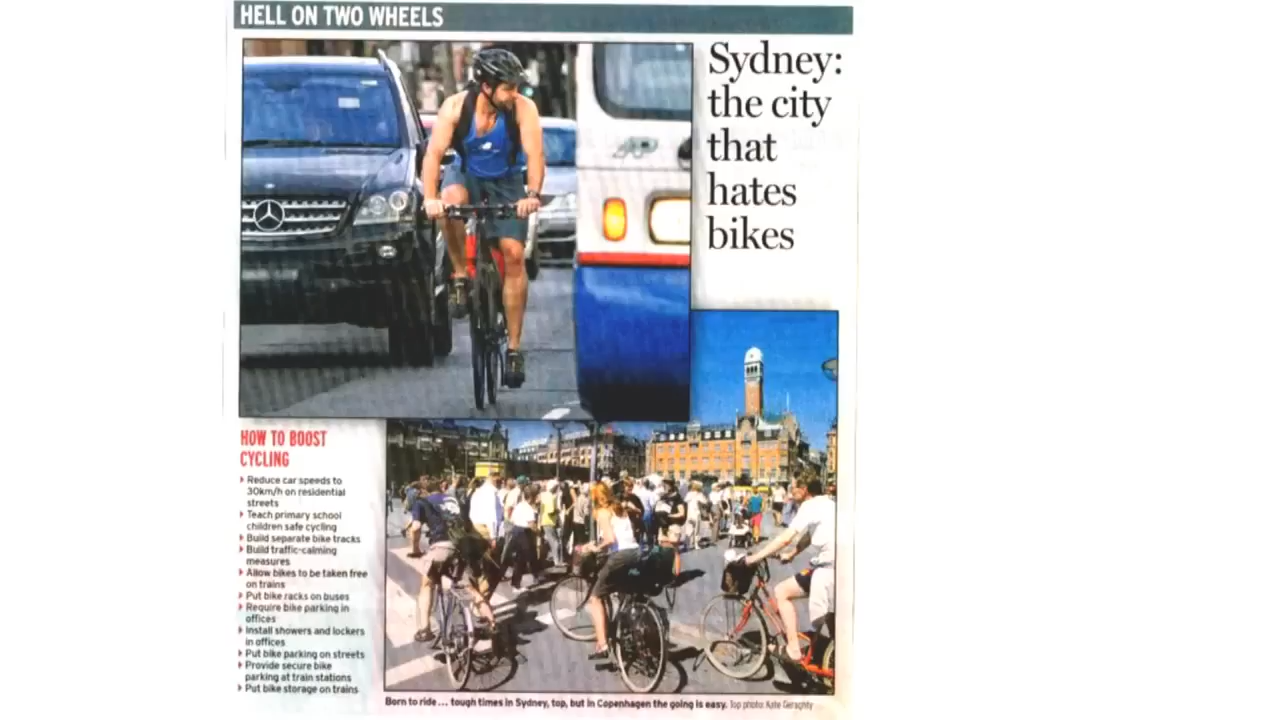 HELL ON TWO WHEELS
Sydney:
the city
that
hates
bikes
HOW TO BOOST
CYCLING
Reduce car speeds to
30km/h on residential
streets
Teach primary school
children safe cycling
Build separate bike tracks
Build traffic-calming
measures
Allow bikes to be taken free
on trains
Put bike racks on buses
Require bike parking in
offices
Install showers and lockers
in offices
Put bike parking on streets
Provide secure bike
parking at train stations
Put bike storage on trains
Born to ride ... tough times in Sydney, top, but in Copenhagen the going is easy. Top photo: Kate Geraghty